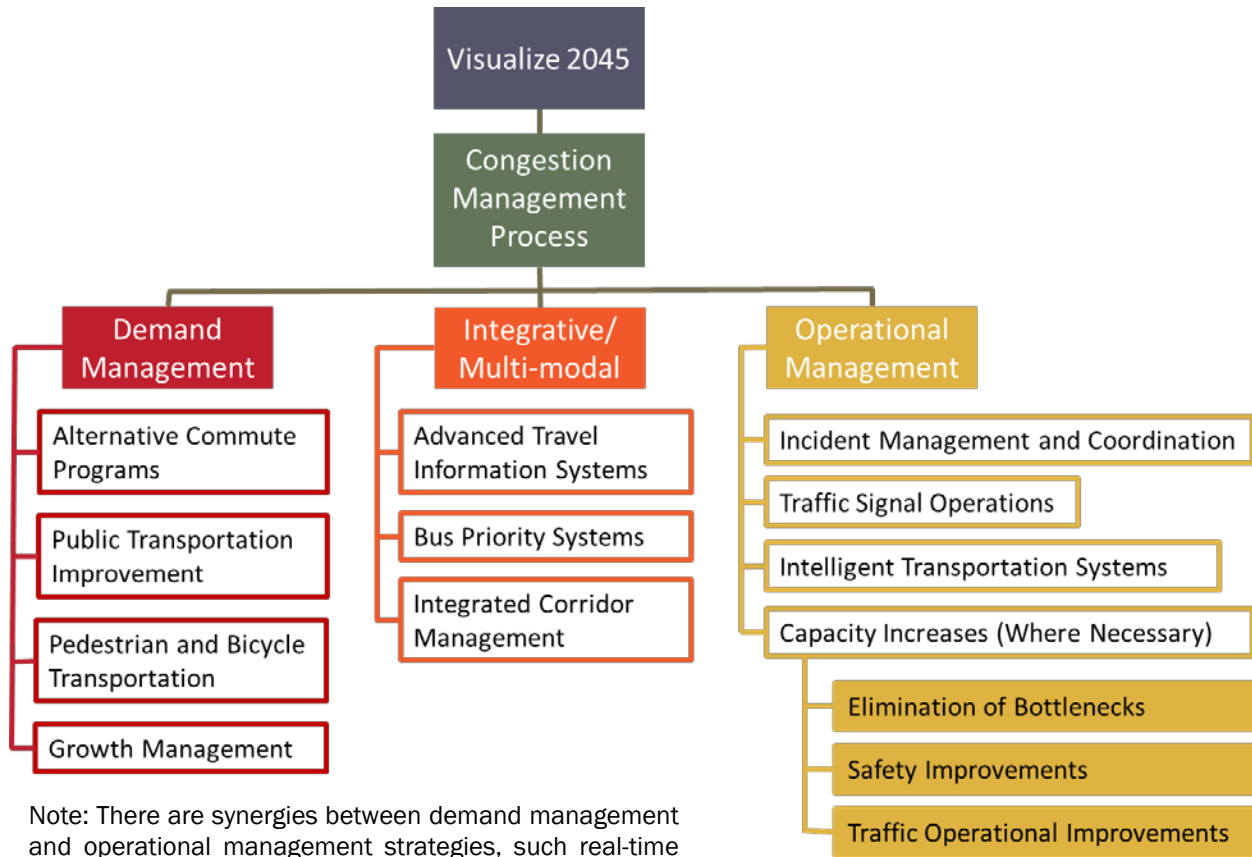 Visualize 2045
Congestion
Management
Process
Demand
Management
Alternative Commute
Programs
Public Transportation
Improvement
Pedestrian and Bicycle
Transportation
Growth Management
Integrative/
Multi-modal
Advanced Travel
Information Systems
Bus Priority Systems
Integrated Corridor
Management
Operational
Management
Incident Management and Coordination
Traffic Signal Operations
Intelligent Transportation Systems
Capacity Increases (Where Necessary)
Elimination of Bottlenecks
Safety Improvements
Traffic Operational Improvements
Note: There are synergies between demand management
and operational management strategies, such real-time